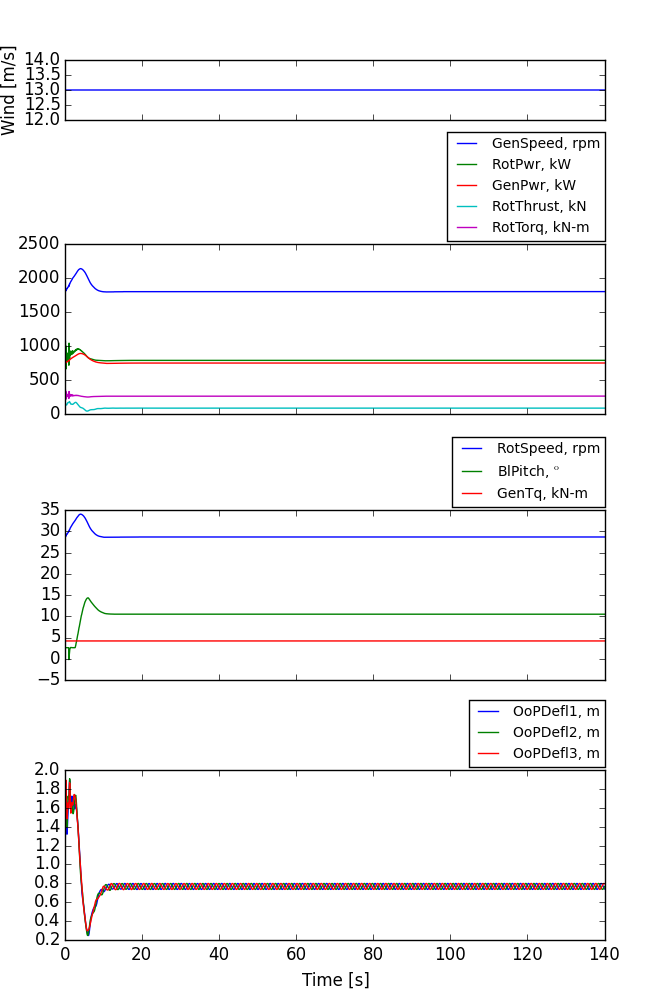 Wind [m/s]
14.0
13.5
13.0
12.5
12.0
GenSpeed, rpm
RotPwr, kW
GenPwr, kW
RotThrust, kN
RotTorq, kN-m
2500
2000
1500
1000
500
0
RotSpeed, rpm
BlPitch, °
GenTq, kN-m
35
30
25
20
15
10
5
0
−5
OoPDefl1, m
OoPDefl2, m
OoPDefl3, m
2.0
1.8
1.6
1.4
1.2
1.0
0.8
0.6
0.4
0.2
0 20 40 60 80 100 120 140
Time [s]